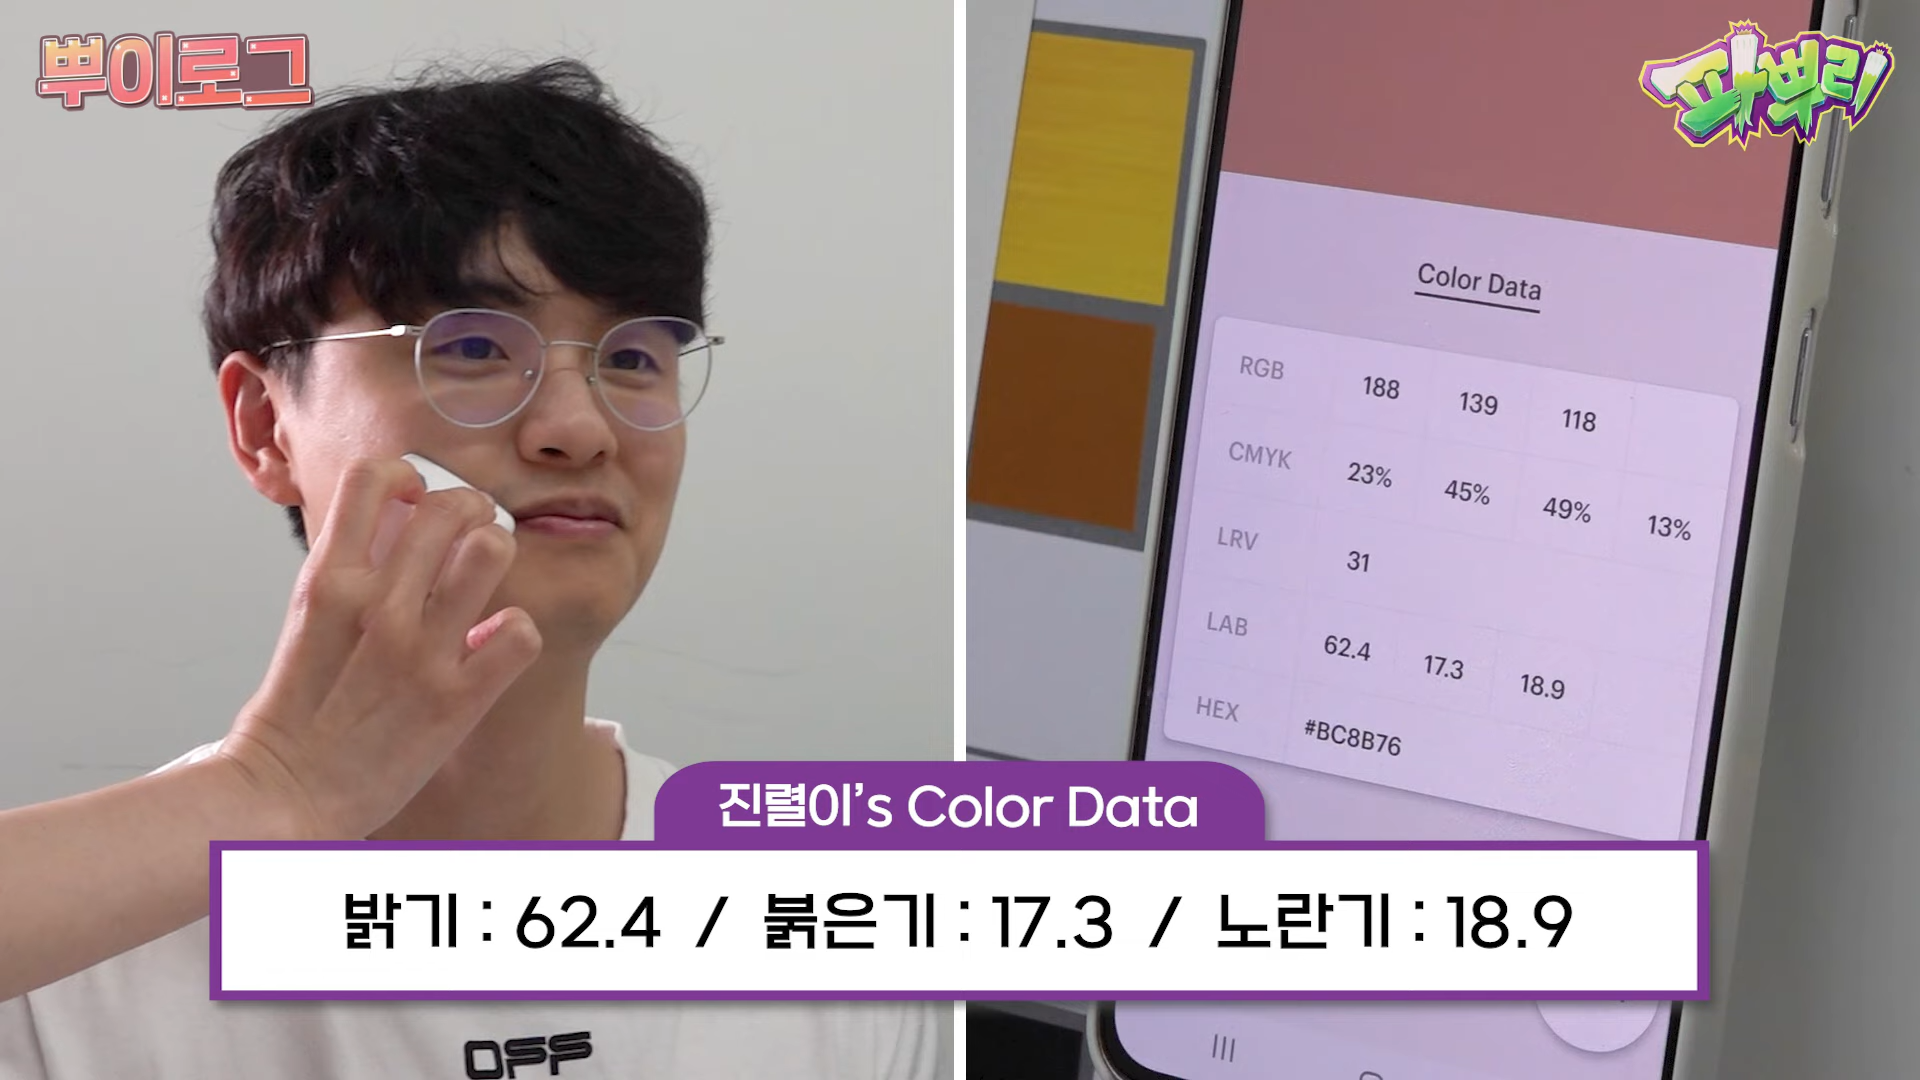 뿌이로그
파뿌리
Color Data
RGB 188 139 118
CMYK 23% 45% 49% 13%
LRV 31
LAB 62.4 17.3 18.9
HEX #BC8B76
진렬이's Color Data
밝기 : 62.4 / 붉은기 : 17.3 / 노란기 : 18.9
OFF